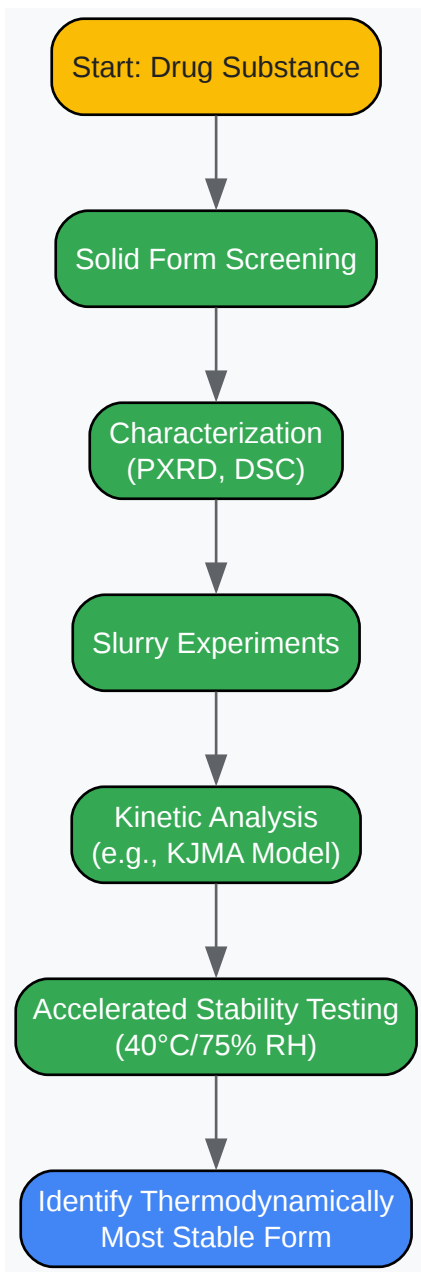 Start: Drug Substance
Solid Form Screening
Characterization
(PXRD, DSC)
Slurry Experiments
Kinetic Analysis
(e.g., KJMA Model)
Accelerated Stability Testing
(40°C/75% RH)
Identify Thermodynamically
Most Stable Form